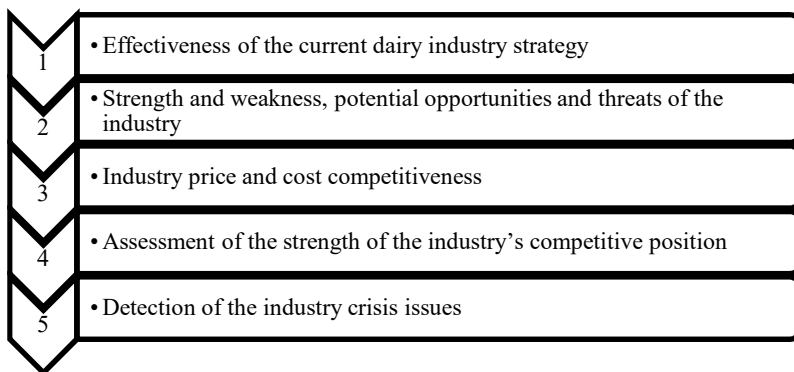 1
• Effectiveness of the current dairy industry strategy
2
• Strength and weakness, potential opportunities and threats of the
industry
3
• Industry price and cost competitiveness
4
• Assessment of the strength of the industry’s competitive position
5
• Detection of the industry crisis issues